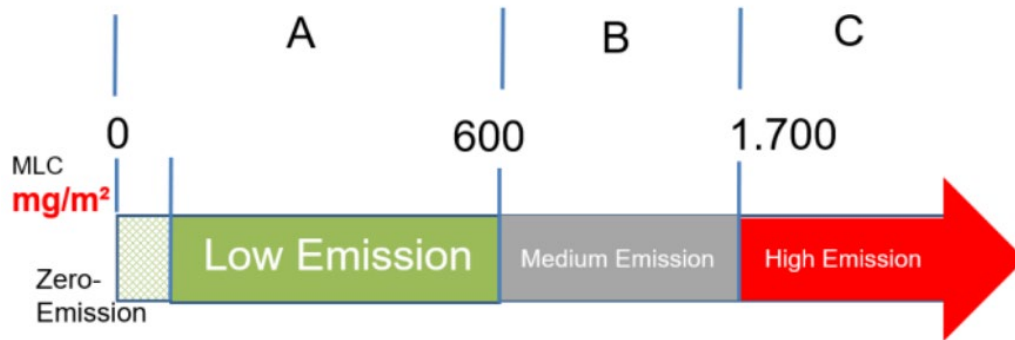 A
B
C
0
600
1.700
MLC
mg/m²
Low Emission
Medium Emission
High Emission
Zero-
Emission